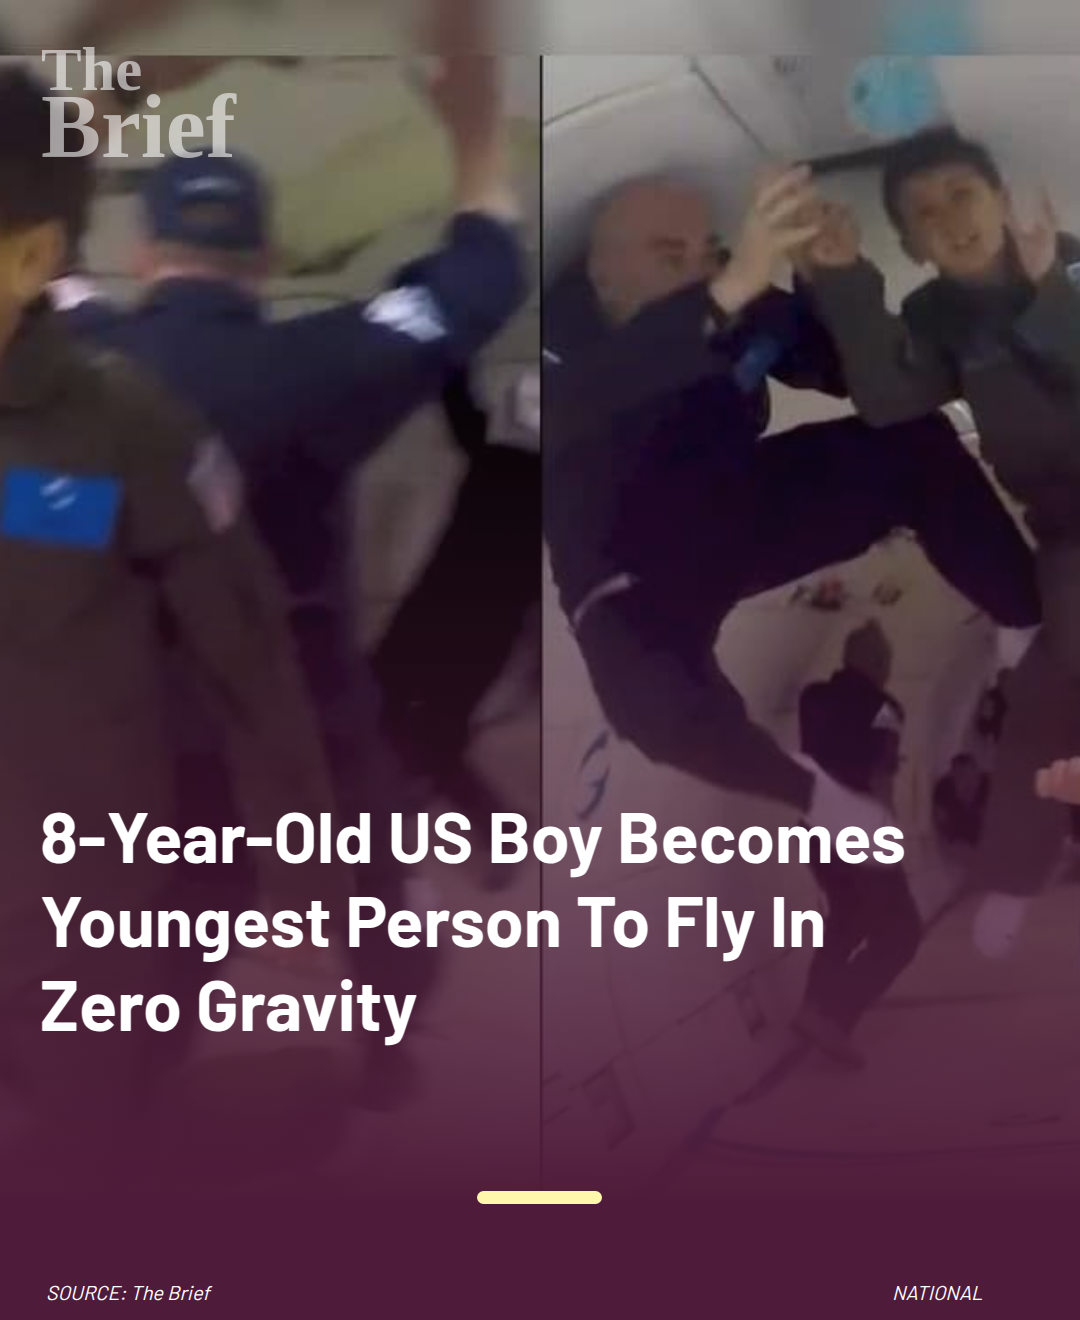 The
Brief
8-Year-Old US Boy Becomes
Youngest Person To Fly In
Zero Gravity
SOURCE: The Brief
NATIONAL